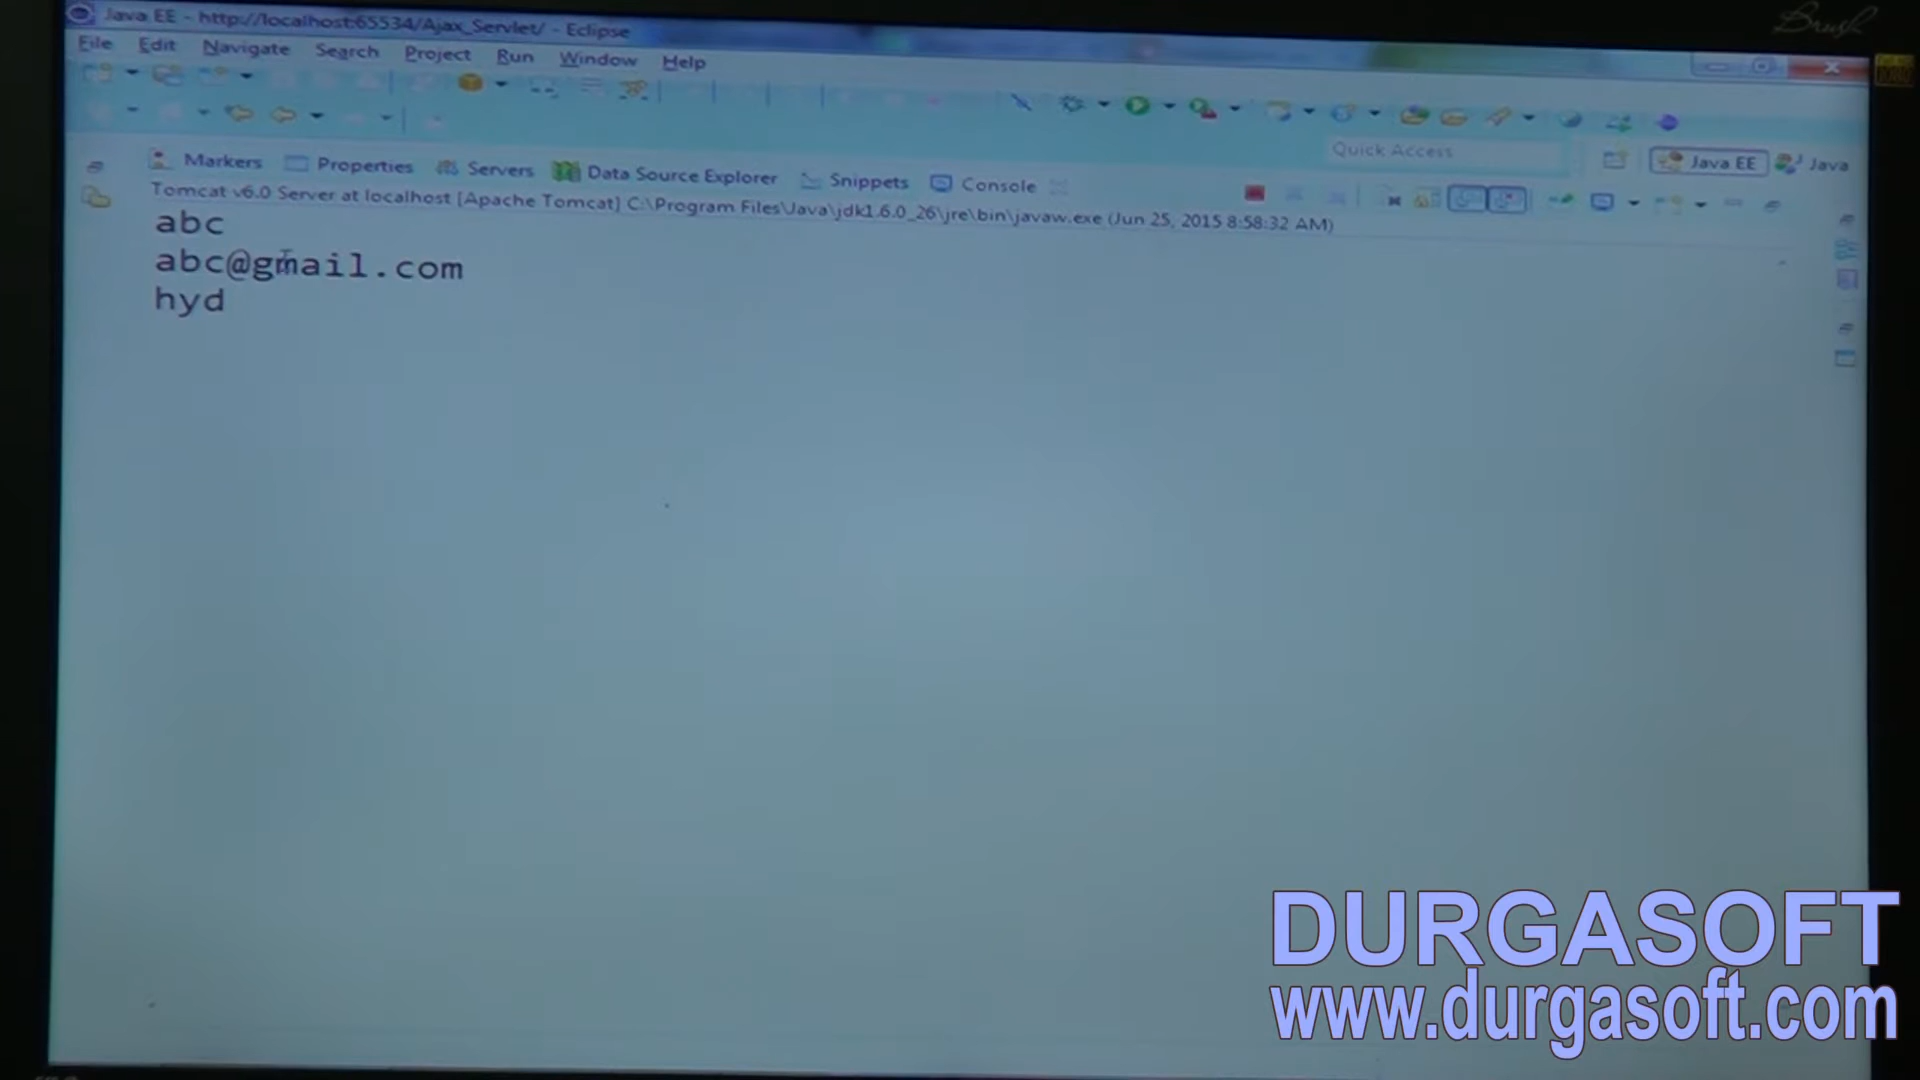 Brush
Java EE - http://localhost:65534/Ajax_Servlet/ - Eclipse
File Edit Navigate Search Project Run Window Help
Quick Access
Java EE Java
Markers Properties Servers Data Source Explorer Snippets Console
Tomcat v6.0 Server at localhost [Apache Tomcat] C:\Program Files\Java\jdk1.6.0_26\jre\bin\javaw.exe (Jun 25, 2015 8:58:32 AM)
abc
abc@gmail.com
hyd
DURGASOFT
www.durgasoft.com